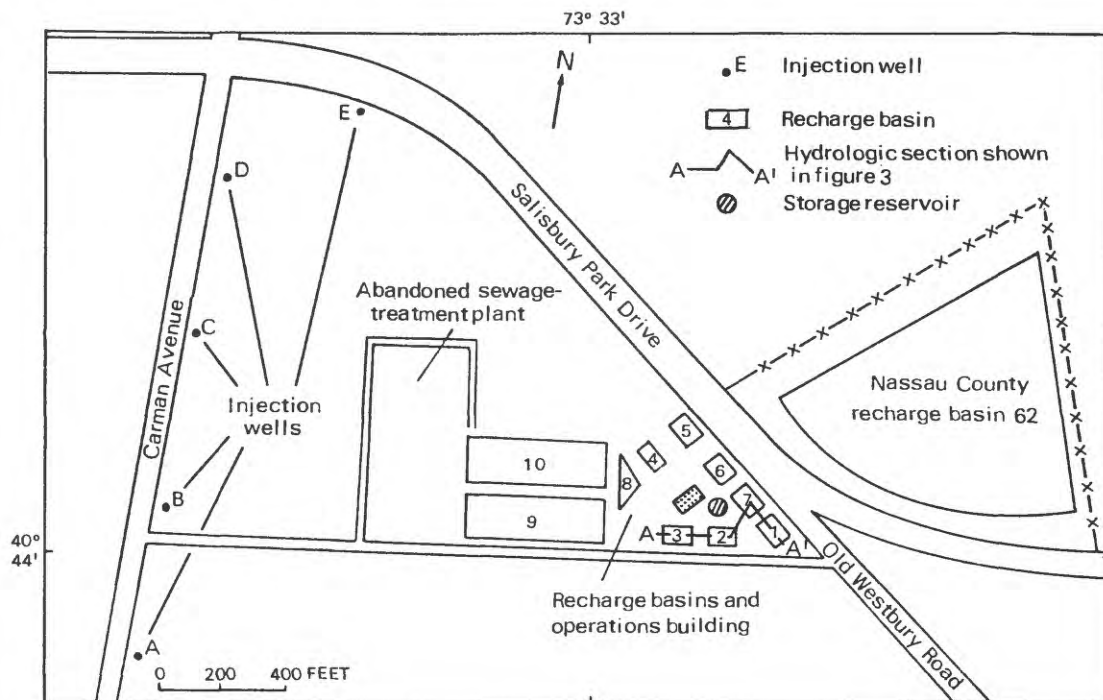 73° 33'
N
E Injection well
4 Recharge basin
A A' Hydrologic section shown
in figure 3
Storage reservoir
E
D
C
B
A
Salisbury Park Drive
Carman Avenue
Abandoned sewage-
treatment plant
Injection
wells
Nassau County
recharge basin 62
5
4
6
10
8
7
9
A 3 2 1 A'
40°
44'
Old Westbury Road
Recharge basins and
operations building
0 200 400 FEET